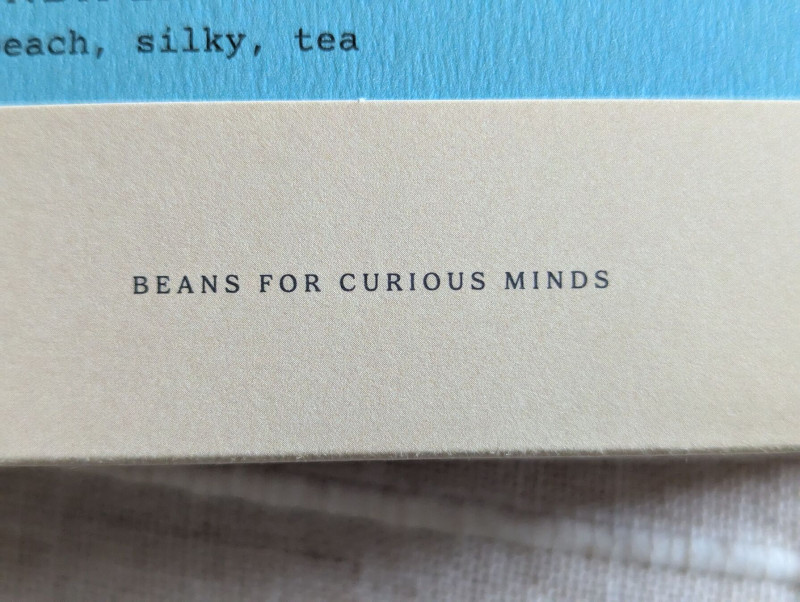 each, silky, tea
BEANS FOR CURIOUS MINDS